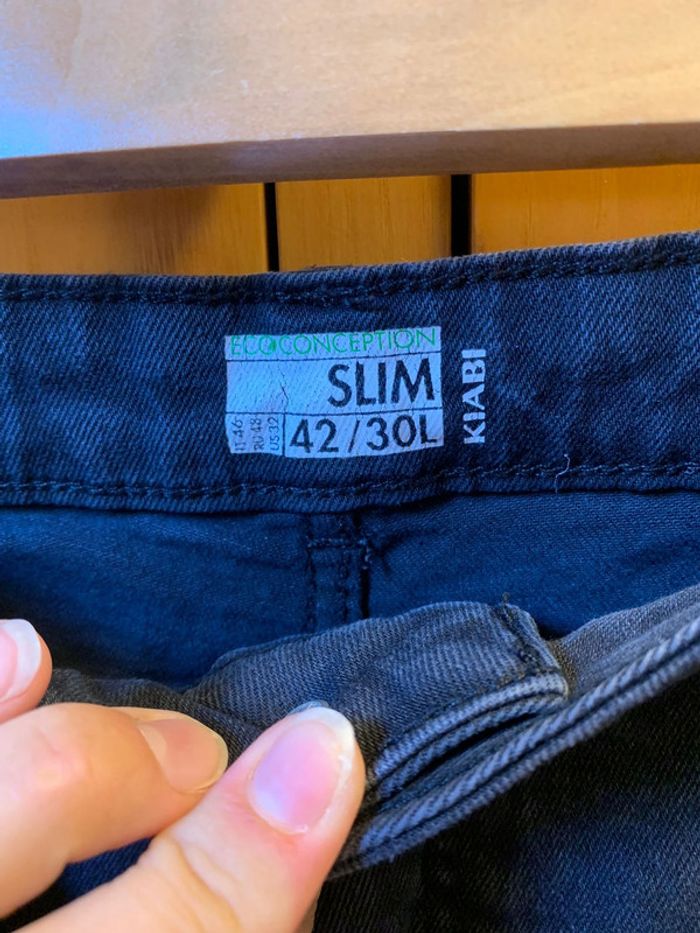 ECOCONCEPTION
SLIM
IT 46
RU 48
US 32
42/30L
KIABI